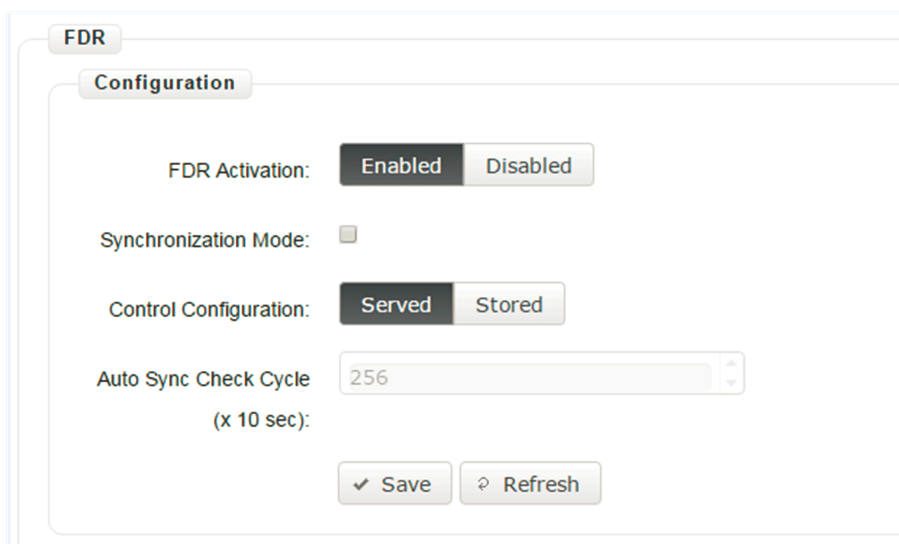 FDR
Configuration
FDR Activation: Enabled Disabled
Synchronization Mode:
Control Configuration: Served Stored
Auto Sync Check Cycle 256
(x 10 sec):
Save Refresh